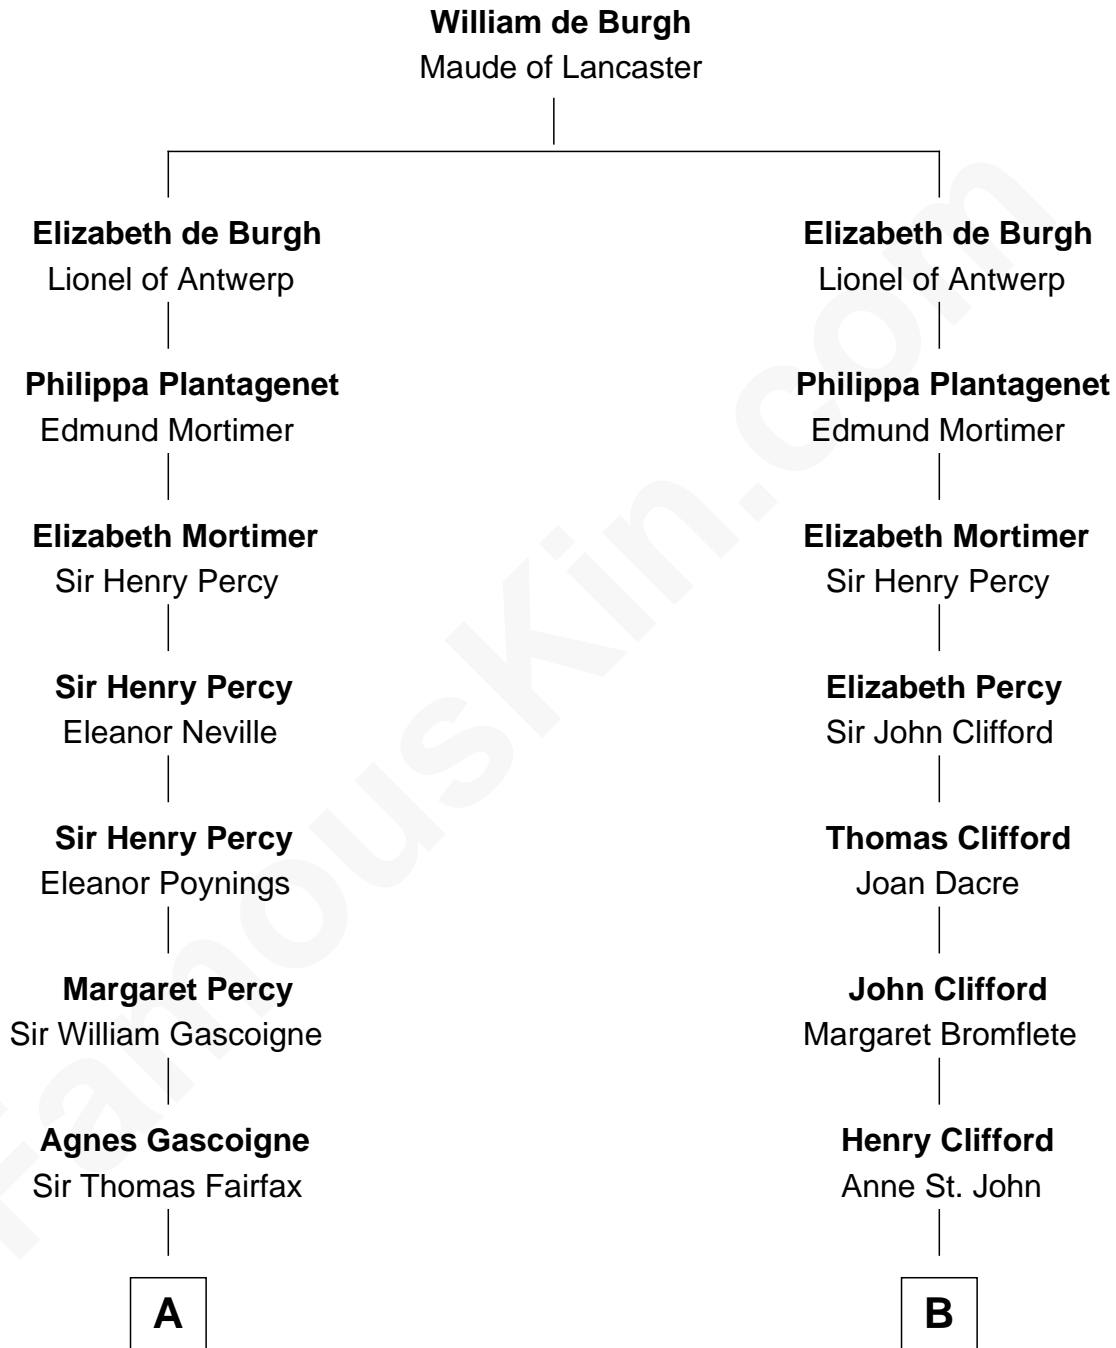 William de Burgh
Maude of Lancaster
Elizabeth de Burgh
Lionel of Antwerp
Philippa Plantagenet
Edmund Mortimer
Elizabeth Mortimer
Sir Henry Percy
Sir Henry Percy
Eleanor Neville
Sir Henry Percy
Eleanor Poynings
Margaret Percy
Sir William Gascoigne
Agnes Gascoigne
Sir Thomas Fairfax
A
Elizabeth de Burgh
Lionel of Antwerp
Philippa Plantagenet
Edmund Mortimer
Elizabeth Mortimer
Sir Henry Percy
Elizabeth Percy
Sir John Clifford
Thomas Clifford
Joan Dacre
John Clifford
Margaret Bromflete
Henry Clifford
Anne St. John
B
FamousKin.com